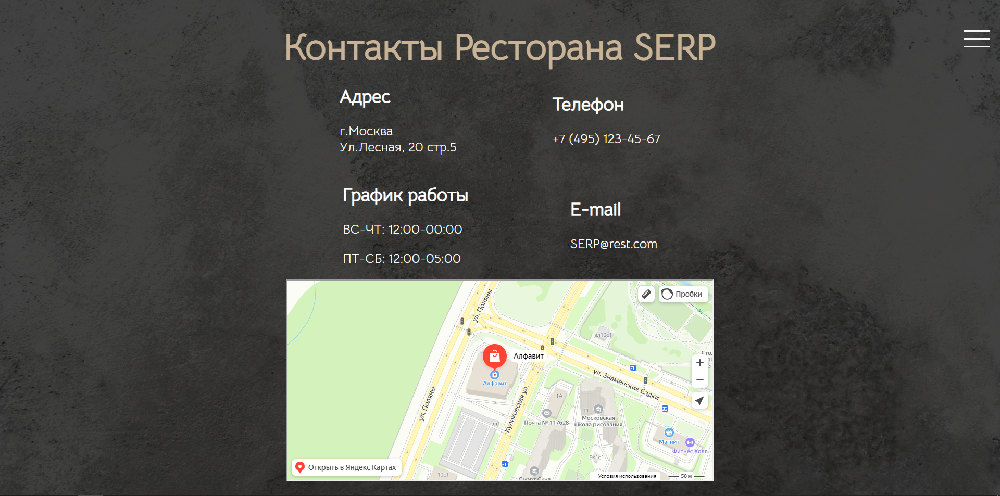 Контакты Ресторана SERP
Адрес
г.Москва
Ул.Лесная, 20 стр.5
Телефон
+7 (495) 123-45-67
График работы
ВС-ЧТ: 12:00-00:00
ПТ-СБ: 12:00-05:00
E-mail
SERP@rest.com
Пробки
ул. Поляны
вл10с1
Алфавит
Алфавит
ул. Знаменские Садки
ул. Поляны
Куликовская ул.
1А
11
Почта № 117628
Московская
школа рисования
вл1
Магнит
Фитнес Холл
9к1с1
10с1
Смарт Скул
Открыть в Яндекс Картах
Условия использования
50 м